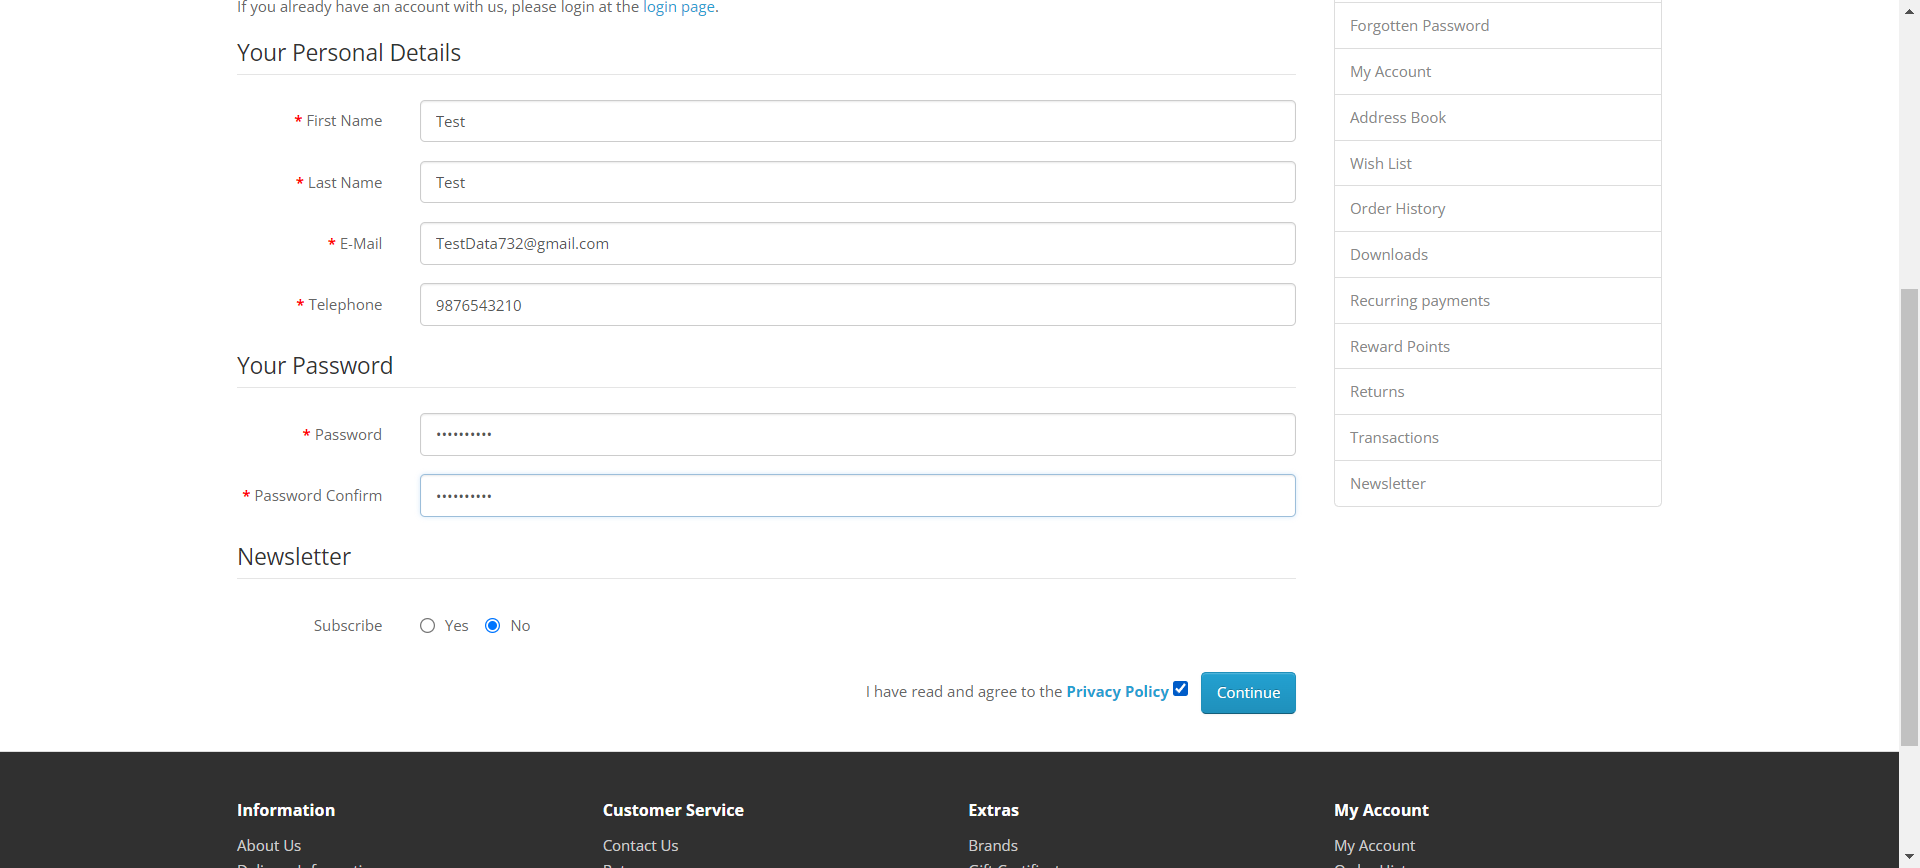 If you already have an account with us, please login at the login page.
Your Personal Details
* First Name
Test
* Last Name
Test
* E-Mail
TestData732@gmail.com
* Telephone
9876543210
Your Password
* Password
••••••••••
* Password Confirm
••••••••••
Newsletter
Subscribe Yes No
I have read and agree to the Privacy Policy Continue
Forgotten Password
My Account
Address Book
Wish List
Order History
Downloads
Recurring payments
Reward Points
Returns
Transactions
Newsletter
Information
About Us
Customer Service
Contact Us
Extras
Brands
My Account
My Account